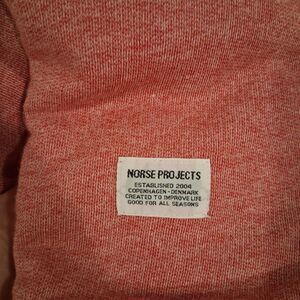 NORSE PROJECTS
ESTABLISHED 2004
COPENHAGEN - DENMARK
CREATED TO IMPROVE LIFE
GOOD FOR ALL SEASONS